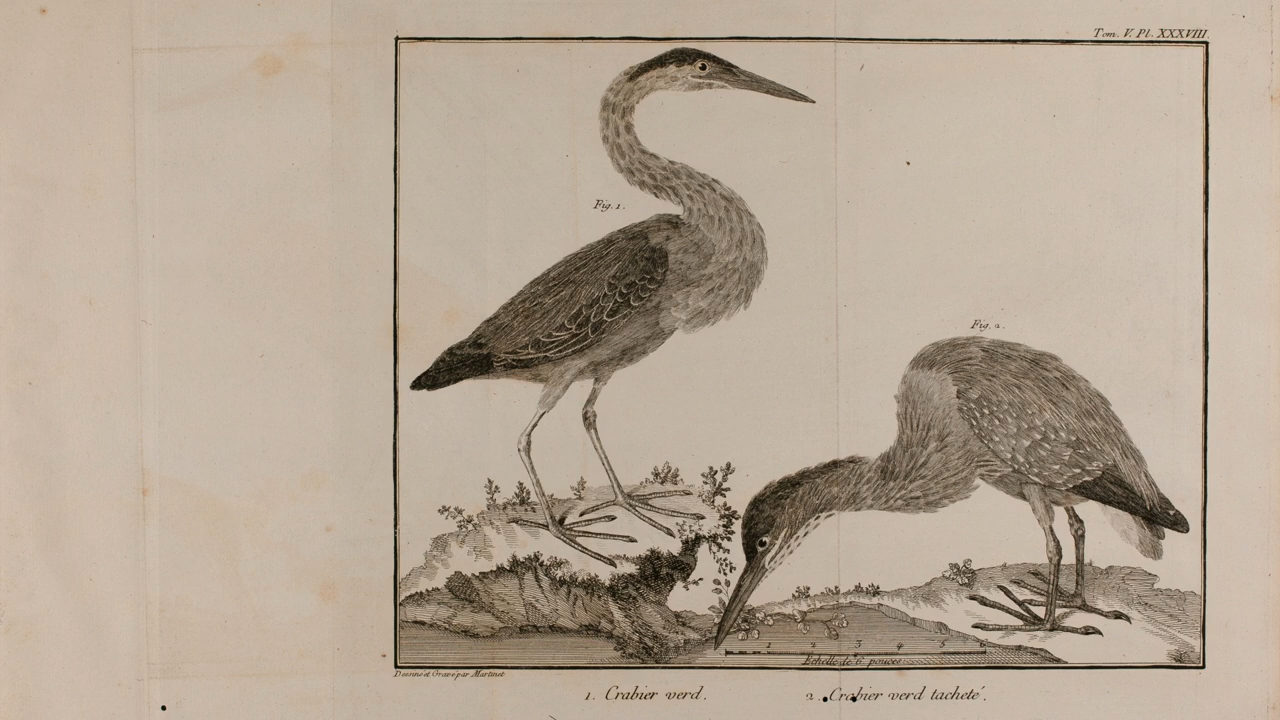 Tom. V. Pl. XXXVIII.
Fig. 1.
Fig. 2.
1 2 3 4 5
Echelle de 6 pouces
Dessiné et Gravé par Martinet
1. Crabier verd. 2. Crabier verd tacheté.